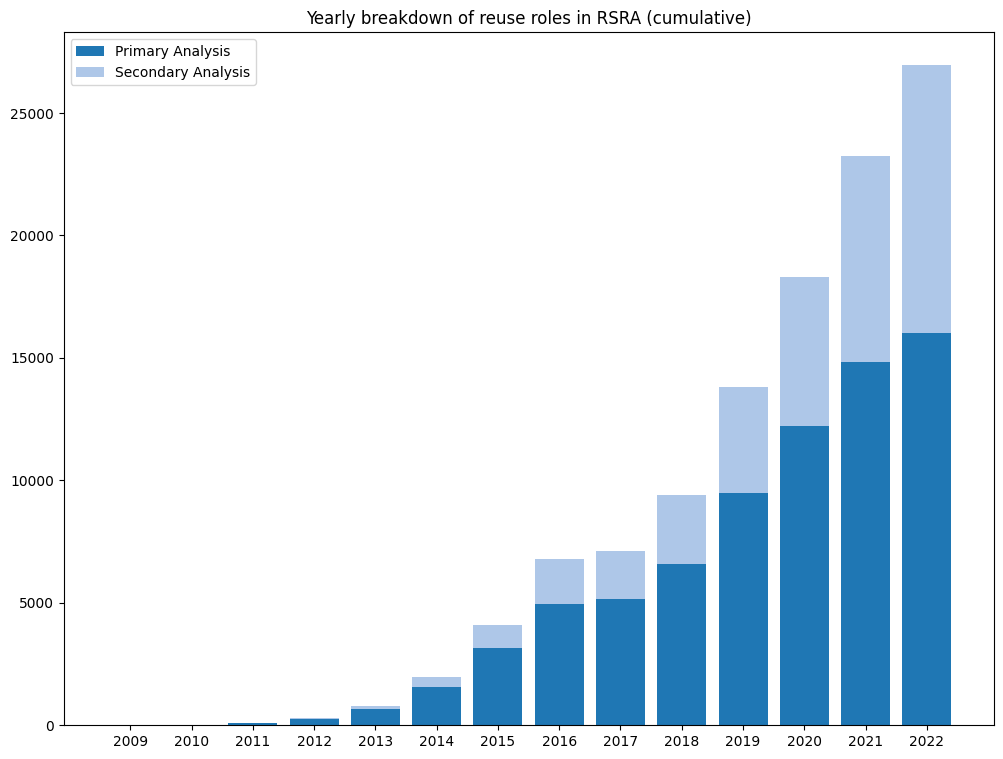 Yearly breakdown of reuse roles in RSRA (cumulative)
Primary Analysis
Secondary Analysis
25000
20000
15000
10000
5000
0
2009 2010 2011 2012 2013 2014 2015 2016 2017 2018 2019 2020 2021 2022